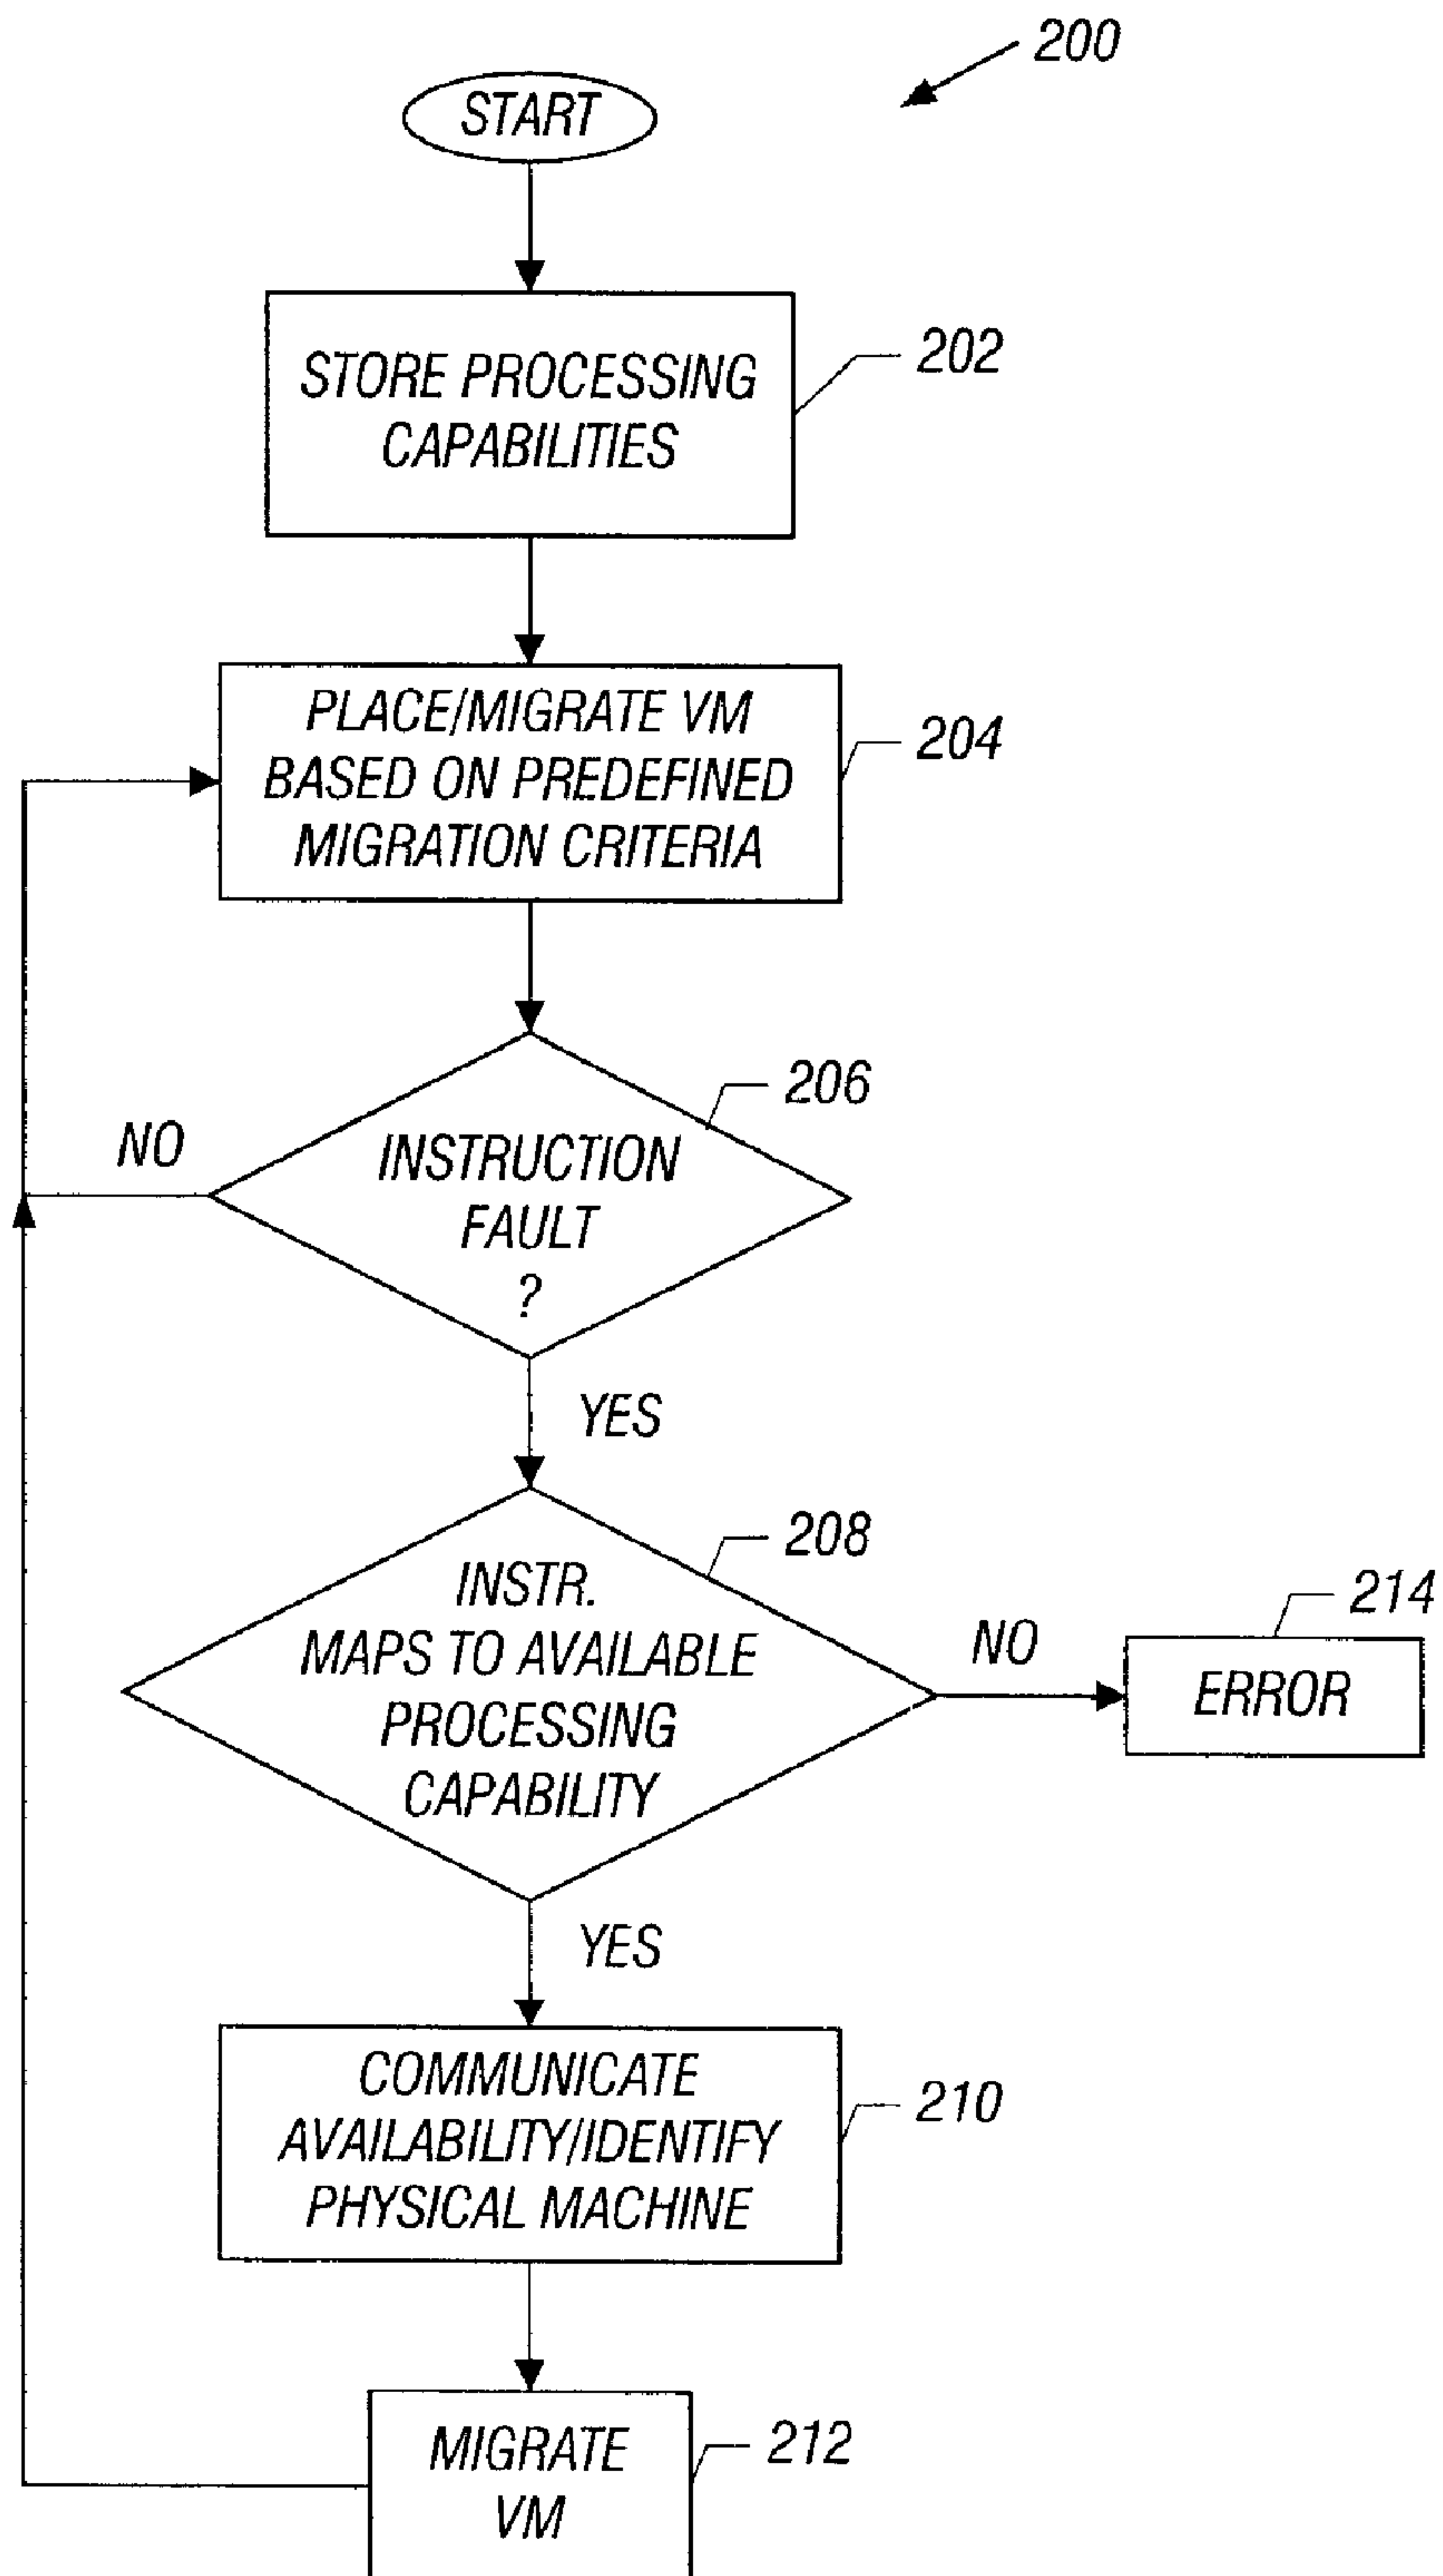 200
START
STORE PROCESSING
CAPABILITIES
202
PLACE/MIGRATE VM
BASED ON PREDEFINED
MIGRATION CRITERIA
204
206
NO
INSTRUCTION
FAULT
?
YES
208
INSTR.
MAPS TO AVAILABLE
PROCESSING
CAPABILITY
NO
214
ERROR
YES
COMMUNICATE
AVAILABILITY/IDENTIFY
PHYSICAL MACHINE
210
MIGRATE
VM
212